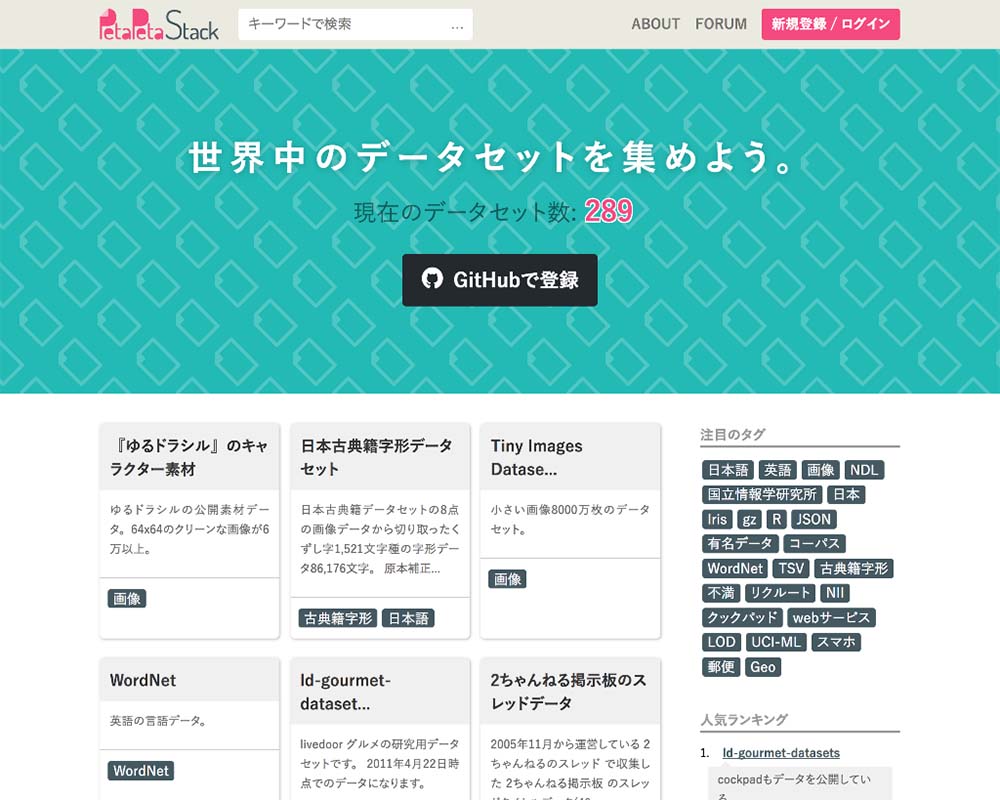 PetaPetaStack
キーワードで検索 ...
ABOUT FORUM 新規登録 / ログイン
世界中のデータセットを集めよう。
現在のデータセット数: 289
GitHubで登録
『ゆるドラシル』のキャ
ラクター素材
ゆるドラシルの公開素材デー
タ。64x64のクリーンな画像が6
万以上。
画像
日本古典籍字形データ
セット
日本古典籍データセットの8点
の画像データから切り取ったく
ずし字1,521文字種の字形デー
タ86,176文字。 原本補正...
古典籍字形 日本語
Tiny Images
Datase...
小さい画像8000万枚のデータ
セット。
画像
WordNet
英語の言語データ。
WordNet
ld-gourmet-
dataset...
livedoor グルメの研究用データ
セットです。 2011年4月22日時
点でのデータになります。
2ちゃんねる掲示板のス
レッドデータ
2005年11月から運営している 2
ちゃんねるのスレッド で収集し
た 2ちゃんねる掲示板 のスレッ
注目のタグ
日本語 英語 画像 NDL
国立情報学研究所 日本
Iris gz R JSON
有名データ コーパス
WordNet TSV 古典籍字形
不満 リクルート NII
クックパッド webサービス
LOD UCI-ML スマホ
郵便 Geo
人気ランキング
1. ld-gourmet-datasets
cockpadもデータを公開してい
る